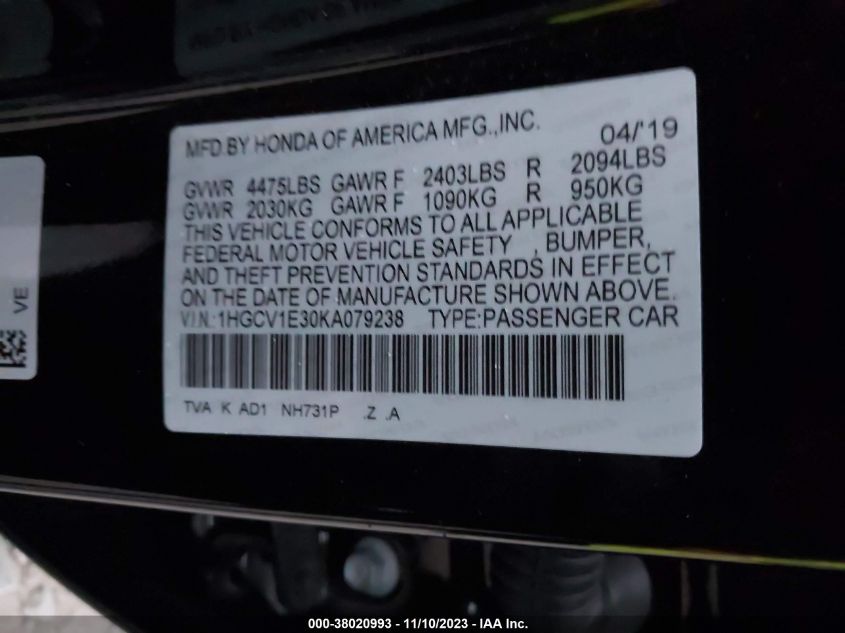 MFD.BY HONDA OF AMERICA MFG.,INC. 04/'19
GVWR 4475LBS GAWR F 2403LBS R 2094LBS
GVWR 2030KG GAWR F 1090KG R 950KG
THIS VEHICLE CONFORMS TO ALL APPLICABLE
FEDERAL MOTOR VEHICLE SAFETY , BUMPER,
AND THEFT PREVENTION STANDARDS IN EFFECT
ON THE DATE OF MANUFACTURE SHOWN ABOVE.
V.I.N.:1HGCV1E30KA079238 TYPE:PASSENGER CAR
TVA K AD1 NH731P .Z .A
VE
000-38020993 - 11/10/2023 - IAA Inc.